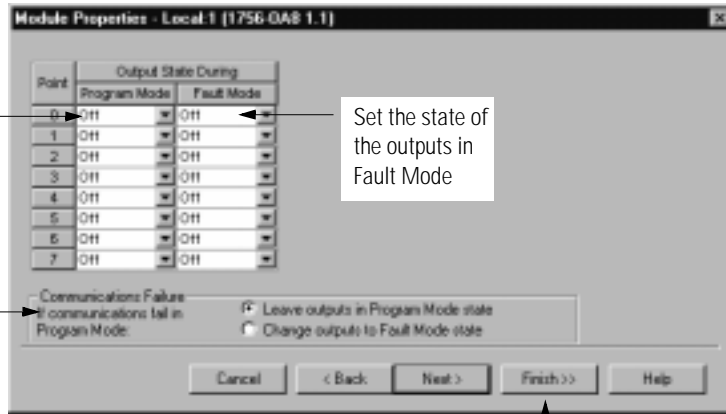 Module Properties - Local:1 (1756-OA8 1.1)
Point
Output State During
Program Mode Fault Mode
0 Off Off
1 Off Off
2 Off Off
3 Off Off
4 Off Off
5 Off Off
6 Off Off
7 Off Off
Set the state of
the outputs in
Fault Mode
Communications Failure
If communications fail in
Program Mode:
Leave outputs in Program Mode state
Change outputs to Fault Mode state
Cancel < Back Next > Finish >> Help